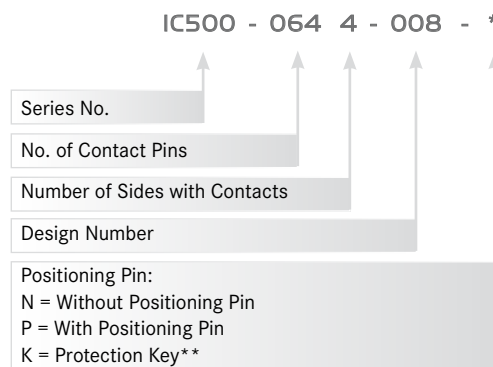 IC500 - 064 4 - 008 - *
Series No.
No. of Contact Pins
Number of Sides with Contacts
Design Number
Positioning Pin:
N = Without Positioning Pin
P = With Positioning Pin
K = Protection Key**